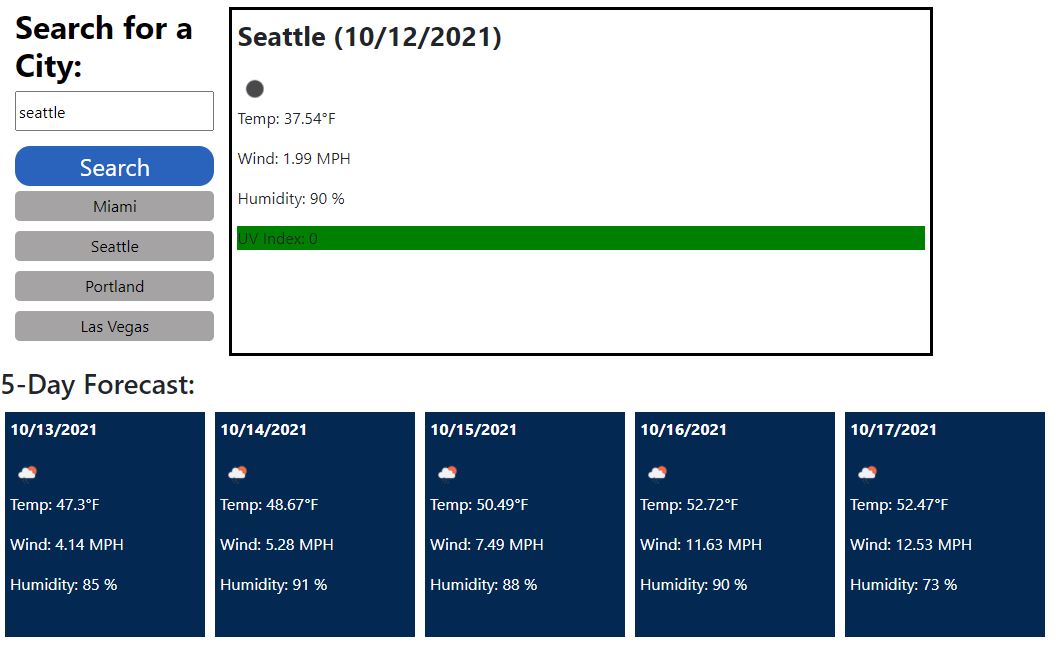 Search for a
City:
seattle
Search
Miami
Seattle
Portland
Las Vegas
Seattle (10/12/2021)
Temp: 37.54°F
Wind: 1.99 MPH
Humidity: 90 %
UV Index: 0
5-Day Forecast:
10/13/2021
Temp: 47.3°F
Wind: 4.14 MPH
Humidity: 85 %
10/14/2021
Temp: 48.67°F
Wind: 5.28 MPH
Humidity: 91 %
10/15/2021
Temp: 50.49°F
Wind: 7.49 MPH
Humidity: 88 %
10/16/2021
Temp: 52.72°F
Wind: 11.63 MPH
Humidity: 90 %
10/17/2021
Temp: 52.47°F
Wind: 12.53 MPH
Humidity: 73 %